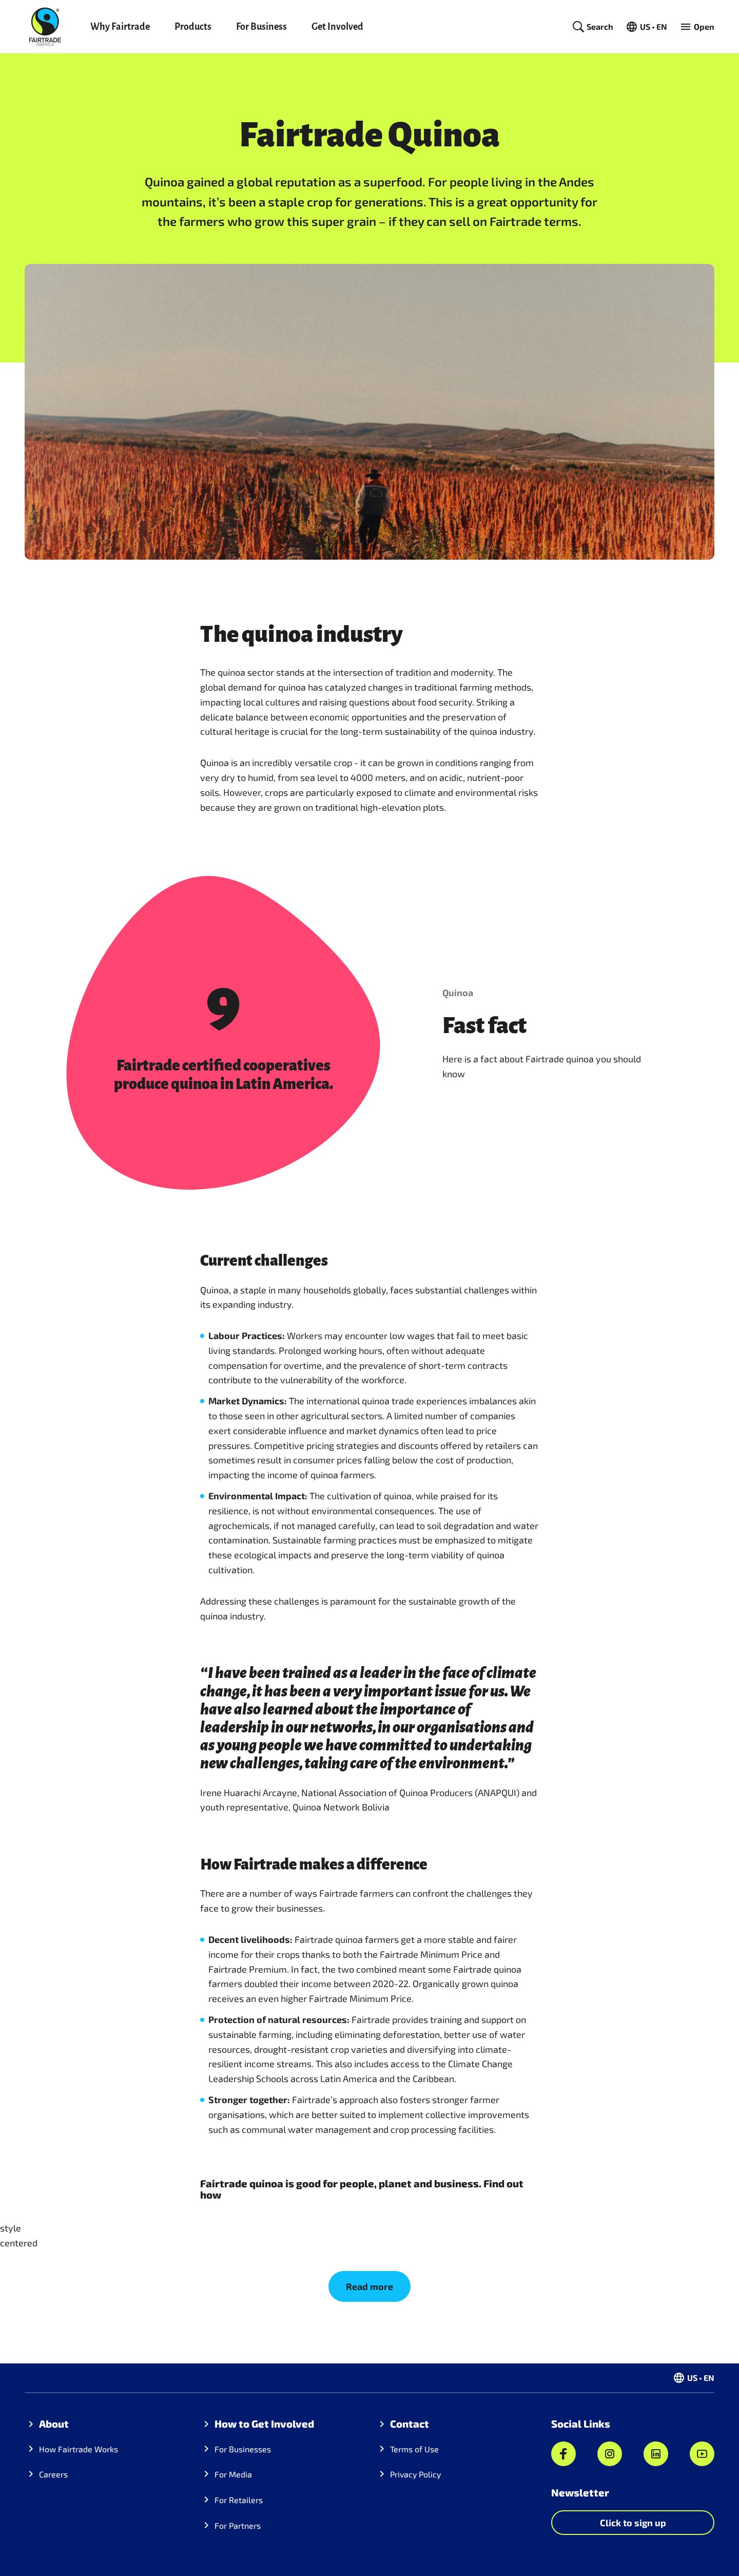 FAIRTRADE
AMERICA
Why Fairtrade
Products
For Business
Get Involved
Search
US • EN
Open
Fairtrade Quinoa
Quinoa gained a global reputation as a superfood. For people living in the Andes
mountains, it’s been a staple crop for generations. This is a great opportunity for
the farmers who grow this super grain – if they can sell on Fairtrade terms.
The quinoa industry
The quinoa sector stands at the intersection of tradition and modernity. The
global demand for quinoa has catalyzed changes in traditional farming methods,
impacting local cultures and raising questions about food security. Striking a
delicate balance between economic opportunities and the preservation of
cultural heritage is crucial for the long-term sustainability of the quinoa industry.
Quinoa is an incredibly versatile crop - it can be grown in conditions ranging from
very dry to humid, from sea level to 4000 meters, and on acidic, nutrient-poor
soils. However, crops are particularly exposed to climate and environmental risks
because they are grown on traditional high-elevation plots.
9
Fairtrade certified cooperatives
produce quinoa in Latin America.
Quinoa
Fast fact
Here is a fact about Fairtrade quinoa you should
know
Current challenges
Quinoa, a staple in many households globally, faces substantial challenges within
its expanding industry.
Labour Practices: Workers may encounter low wages that fail to meet basic
living standards. Prolonged working hours, often without adequate
compensation for overtime, and the prevalence of short-term contracts
contribute to the vulnerability of the workforce.
Market Dynamics: The international quinoa trade experiences imbalances akin
to those seen in other agricultural sectors. A limited number of companies
exert considerable influence and market dynamics often lead to price
pressures. Competitive pricing strategies and discounts offered by retailers can
sometimes result in consumer prices falling below the cost of production,
impacting the income of quinoa farmers.
Environmental Impact: The cultivation of quinoa, while praised for its
resilience, is not without environmental consequences. The use of
agrochemicals, if not managed carefully, can lead to soil degradation and water
contamination. Sustainable farming practices must be emphasized to mitigate
these ecological impacts and preserve the long-term viability of quinoa
cultivation.
Addressing these challenges is paramount for the sustainable growth of the
quinoa industry.
“I have been trained as a leader in the face of climate
change, it has been a very important issue for us. We
have also learned about the importance of
leadership in our networks, in our organisations and
as young people we have committed to undertaking
new challenges, taking care of the environment.”
Irene Huarachi Arcayne, National Association of Quinoa Producers (ANAPQUI) and
youth representative, Quinoa Network Bolivia
How Fairtrade makes a difference
There are a number of ways Fairtrade farmers can confront the challenges they
face to grow their businesses.
Decent livelihoods: Fairtrade quinoa farmers get a more stable and fairer
income for their crops thanks to both the Fairtrade Minimum Price and
Fairtrade Premium. In fact, the two combined meant some Fairtrade quinoa
farmers doubled their income between 2020-22. Organically grown quinoa
receives an even higher Fairtrade Minimum Price.
Protection of natural resources: Fairtrade provides training and support on
sustainable farming, including eliminating deforestation, better use of water
resources, drought-resistant crop varieties and diversifying into climate-
resilient income streams. This also includes access to the Climate Change
Leadership Schools across Latin America and the Caribbean.
Stronger together: Fairtrade’s approach also fosters stronger farmer
organisations, which are better suited to implement collective improvements
such as communal water management and crop processing facilities.
Fairtrade quinoa is good for people, planet and business. Find out
how
style
centered
Read more
US • EN
About
How Fairtrade Works
Careers
How to Get Involved
For Businesses
For Media
For Retailers
For Partners
Contact
Terms of Use
Privacy Policy
Social Links
Newsletter
Click to sign up